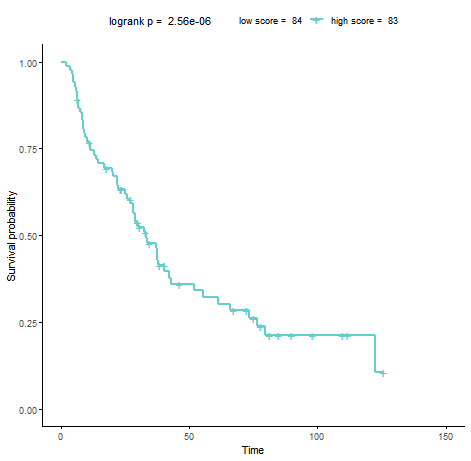 logrank p = 2.56e-06 low score = 84 high score = 83
1.00
0.75
0.50
0.25
0.00
Survival probability
0 50 100 150
Time